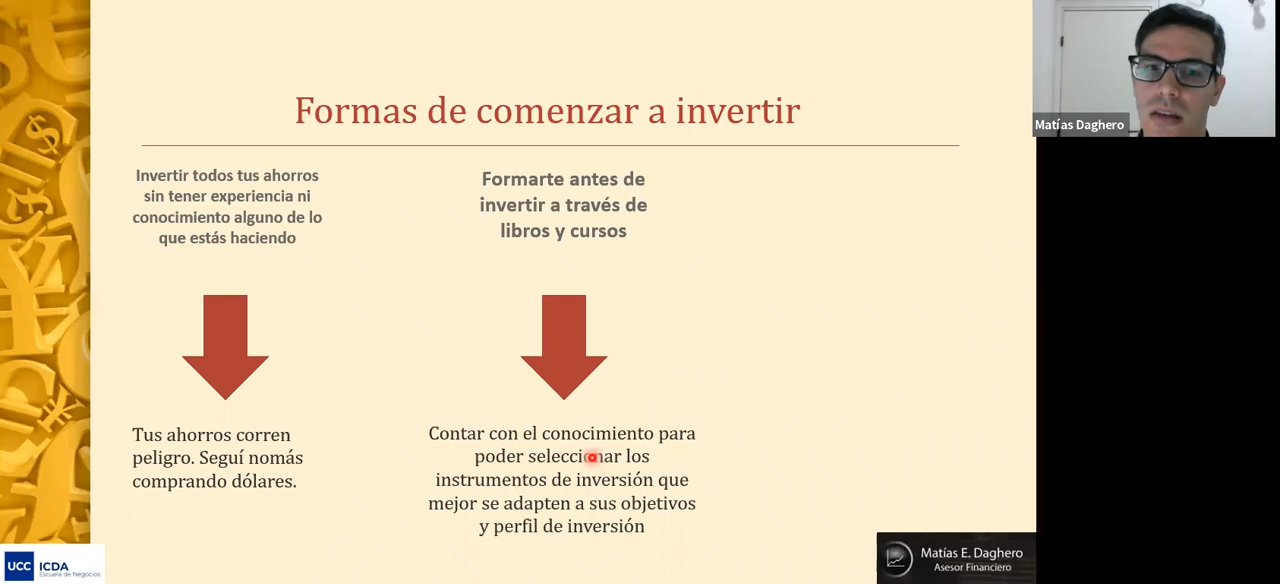 Formas de comenzar a invertir
Invertir todos tus ahorros
sin tener experiencia ni
conocimiento alguno de lo
que estás haciendo
Formarte antes de
invertir a través de
libros y cursos
Tus ahorros corren
peligro. Seguí nomás
comprando dólares.
Contar con el conocimiento para
poder seleccionar los
instrumentos de inversión que
mejor se adapten a sus objetivos
y perfil de inversión
Matías Daghero
UCC ICDA
Escuela de Negocios
Matías E. Daghero
Asesor Financiero